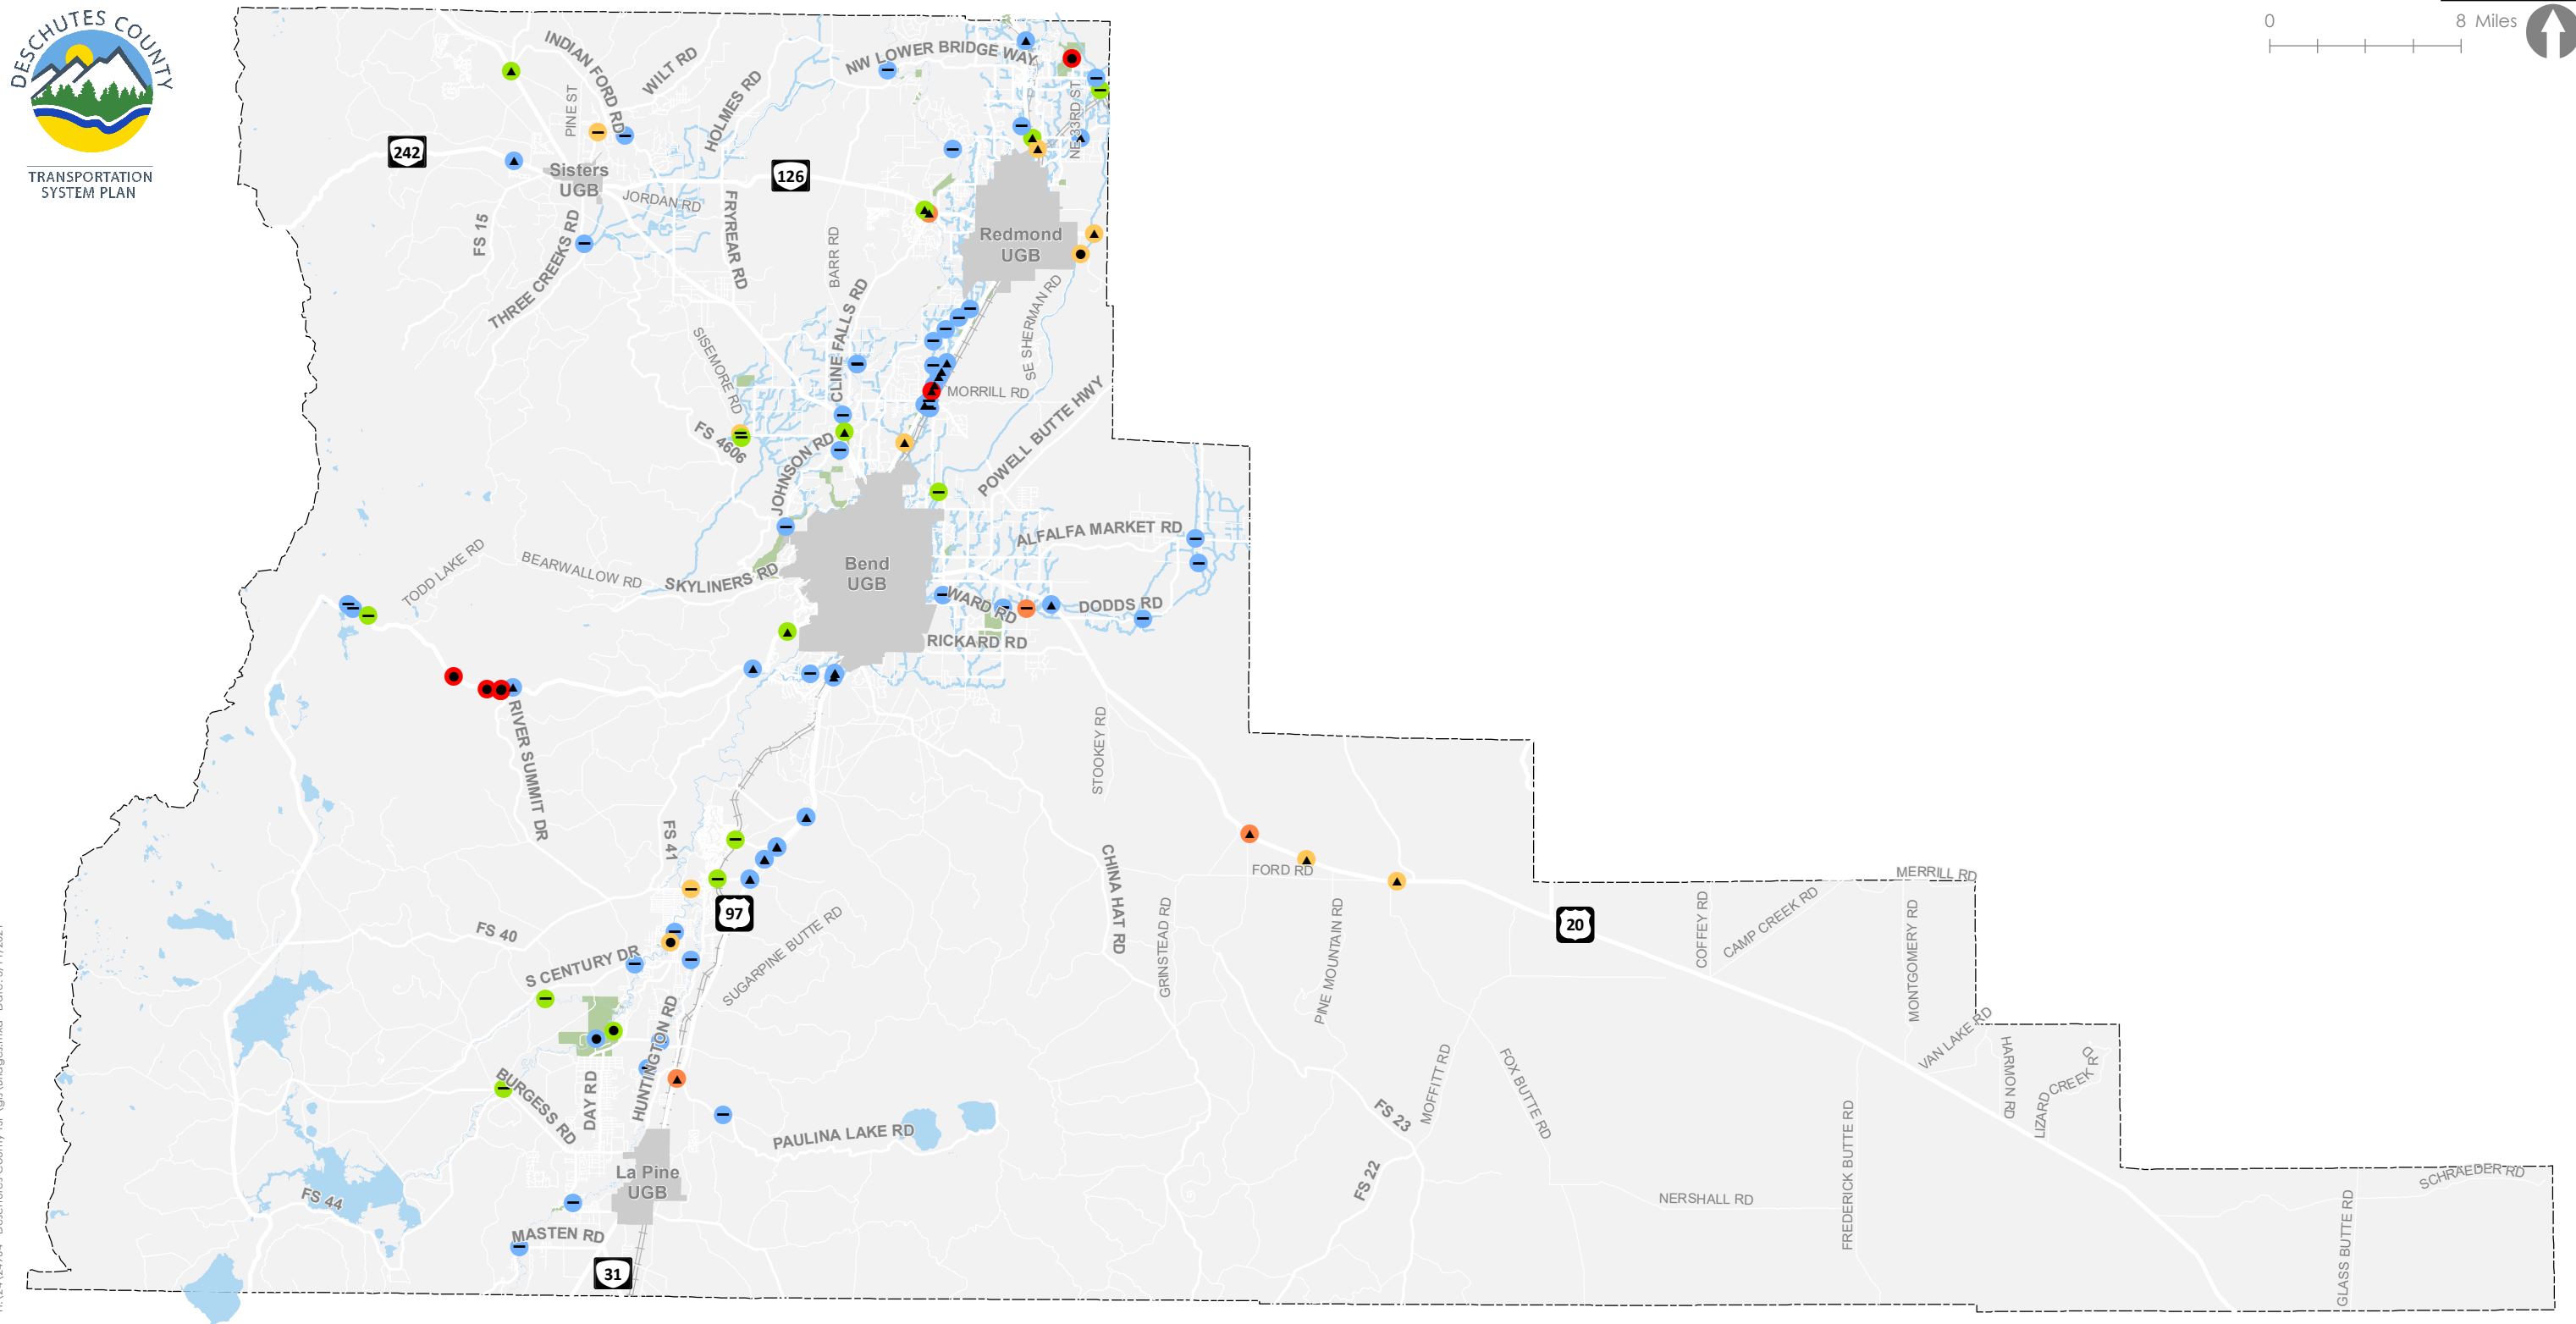 DESCHUTES COUNTY
TRANSPORTATION
SYSTEM PLAN
0 8 Miles
INDIAN FORD RD
WILT RD
PINE ST
HOLMES RD
NW LOWER BRIDGE WAY
NE 33RD ST
242
126
Sisters
UGB
JORDAN RD
FS 15
FRYREAR RD
THREE CREEKS RD
BARR RD
Redmond
UGB
SE SHERMAN RD
CLINE FALLS RD
SISEMORE RD
MORRILL RD
POWELL BUTTE HWY
FS 4606
JOHNSON RD
ALFALFA MARKET RD
TODD LAKE RD
BEARWALLOW RD
SKYLINERS RD
Bend
UGB
WARD RD
DODDS RD
RICKARD RD
RIVER SUMMIT DR
STOOKEY RD
FS 41
CHINA HAT RD
FORD RD
MERRILL RD
97
20
FS 40
S CENTURY DR
SUGARPINE BUTTE RD
GRINSTEAD RD
PINE MOUNTAIN RD
COFFEY RD
CAMP CREEK RD
MONTGOMERY RD
VAN LAKE RD
HARMON RD
LIZARD CREEK RD
HUNTINGTON RD
BURGESS RD
DAY RD
MOFFITT RD
FOX BUTTE RD
FS 23
FREDERICK BUTTE RD
PAULINA LAKE RD
La Pine
UGB
FS 22
FS 44
NERSHALL RD
SCHRAEDER RD
GLASS BUTTE RD
MASTEN RD
31